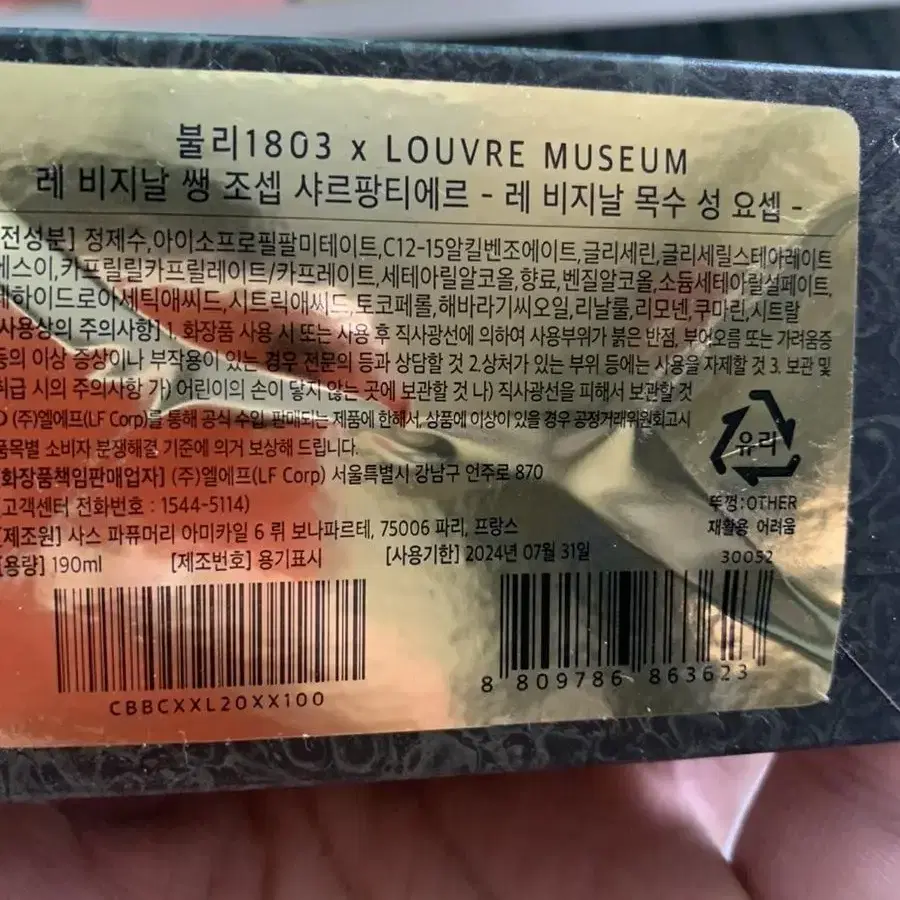 불리1803 x LOUVRE MUSEUM
레 비지날 쌩 조셉 샤르팡티에르 - 레 비지날 목수 성 요셉 -
전성분] 정제수,아이소프로필팔미테이트,C12-15알킬벤조에이트,글리세린,글리세릴스테아레이트
에스이,카프릴릴카프릴레이트/카프레이트,세테아릴알코올,향료,벤질알코올,소듐세테아릴설페이트,
데하이드로아세틱애씨드,시트릭애씨드,토코페롤,해바라기씨오일,리날룰,리모넨,쿠마린,시트랄
사용상의 주의사항] 1. 화장품 사용 시 또는 사용 후 직사광선에 의하여 사용부위가 붉은 반점, 부어오름 또는 가려움증
등의 이상 증상이나 부작용이 있는 경우 전문의 등과 상담할 것 2.상처가 있는 부위 등에는 사용을 자제할 것 3. 보관 및
취급 시의 주의사항 가) 어린이의 손이 닿지 않는 곳에 보관할 것 나) 직사광선을 피해서 보관할 것
(주)엘에프(LF Corp)를 통해 공식 수입, 판매되는 제품에 한해서, 상품에 이상이 있을 경우 공정거래위원회고시
품목별 소비자 분쟁해결 기준에 의거 보상해 드립니다.
[화장품책임판매업자] (주)엘에프(LF Corp) 서울특별시 강남구 언주로 870
(고객센터 전화번호 : 1544-5114)
[제조원] 사스 파퓨머리 아미카일 6 뤼 보나파르테, 75006 파리, 프랑스
[용량] 190ml [제조번호] 용기표시 [사용기한] 2024년 07월 31일
유리
뚜껑:OTHER
재활용 어려움
30052
CBBCXXL20XX100
8 809786 863623